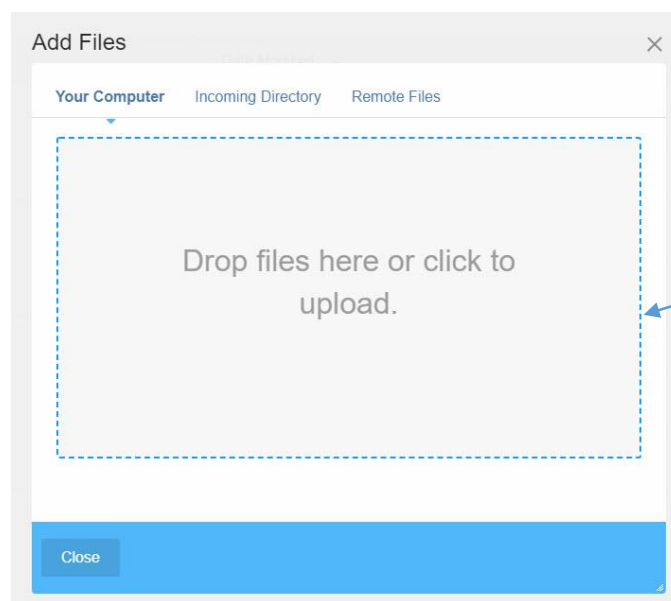 Add Files
Your Computer Incoming Directory Remote Files
Drop files here or click to
upload.
Close